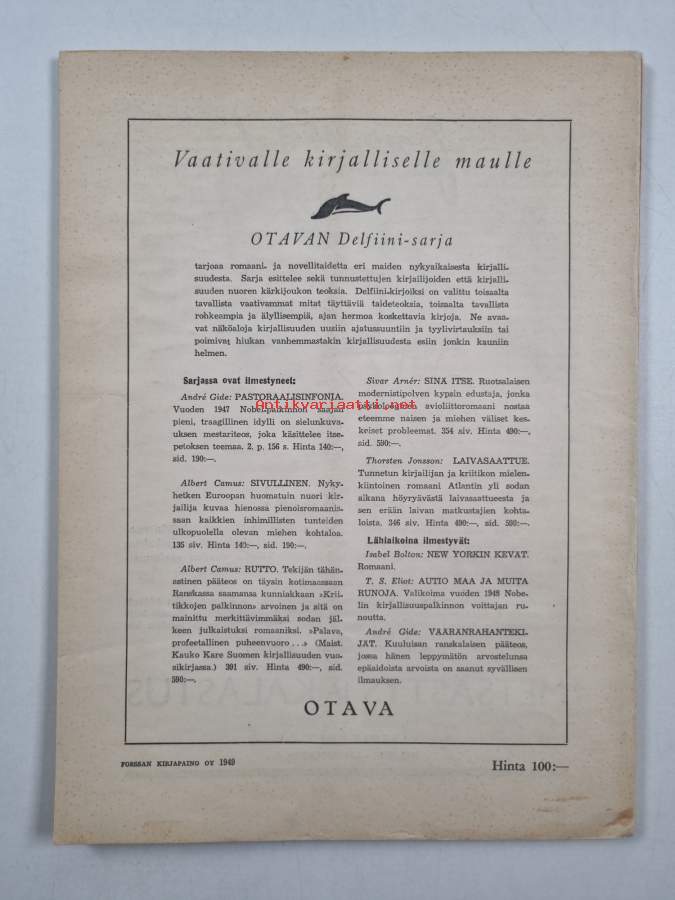 Vaativalle kirjalliselle maulle
OTAVAN Delfiini-sarja
tarjoaa romaani- ja novellitaidetta eri maiden nykyaikaisesta kirjalli-
suudesta. Sarja esittelee sekä tunnustettujen kirjailijoiden että kirjalli-
suuden nuoren kärkijoukon teoksia. Delfiini-kirjoiksi on valittu toisaalta
tavallista vaativammat mitat täyttäviä taideteoksia, toisaalta tavallista
rohkeampia ja älyllisempiä, ajan hermoa koskettavia kirjoja. Ne avaa-
vat näköaloja kirjallisuuden uusiin ajatussuuntiin ja tyylivirtauksiin tai
poimivat hiukan vanhemmastakin kirjallisuudesta esiin jonkin kauniin
helmen.
Sarjassa ovat ilmestyneet:
André Gide: PASTORAALISINFONIA.
Vuoden 1947 Nobel-palkinnon saajan
pieni, traagillinen idylli on sielunkuva-
uksen mestariteos, joka käsittelee itse-
petoksen teemaa. 2. p. 156 s. Hinta 140:—,
sid. 190:—.
Albert Camus: SIVULLINEN. Nyky-
hetken Euroopan huomatuin nuori kir-
jailija kuvaa hienossa pienoisromaanis-
saan kaikkien inhimillisten tunteiden
ulkopuolella olevan miehen kohtaloa.
135 siv. Hinta 140:—, sid. 190:—.
Albert Camus: RUTTO. Tekijän tähän-
astinen pääteos on täysin kotimaassaan
Ranskassa saamansa kunniakkaan »Krii-
tikkojen palkinnon» arvoinen ja sitä on
mainittu merkittävimmäksi sodan jäl-
keen julkaistuksi romaaniksi. »Palava,
profeetallinen puheenvuoro . . .» (Maist.
Kauko Kare Suomen kirjallisuuden vuo-
sikirjassa.) 391 siv. Hinta 490:—, sid.
590:—.
Sivar Arnér: SINÄ ITSE. Ruotsalaisen
modernistipolven kypsin edustaja, jonka
psykologinen avioliittoromaani nostaa
eteemme naisen ja miehen väliset kes-
keiset probleemat. 354 siv. Hinta 490:—,
sid. 590:—.
Thorsten Jonsson: LAIVASAATTUE.
Tunnetun kirjailijan ja kriitikon mielen-
kiintoinen romaani Atlantin yli sodan
aikana höyryävästä laivasaattueesta ja
sen erään laivan matkustajien kohta-
loista. 346 siv. Hinta 490:—, sid. 590:—.
Lähiaikoina ilmestyvät:
Isabel Bolton: NEW YORKIN KEVÄT.
Romaani.
T. S. Eliot: AUTIO MAA JA MUITA
RUNOJA. Valikoima vuoden 1948 Nobe-
lin kirjallisuuspalkinnon voittajan ru-
noutta.
André Gide: VÄÄRÄNRAHANTEKI-
JÄT. Kuuluisan ranskalaisen pääteos,
jossa hänen leppymätön arvostelunsa
epäaidoista arvoista on saanut syvällisen
ilmauksen.
OTAVA
FORSSAN KIRJAPAINO OY 1949
Hinta 100:—
Antikvariaatti.net